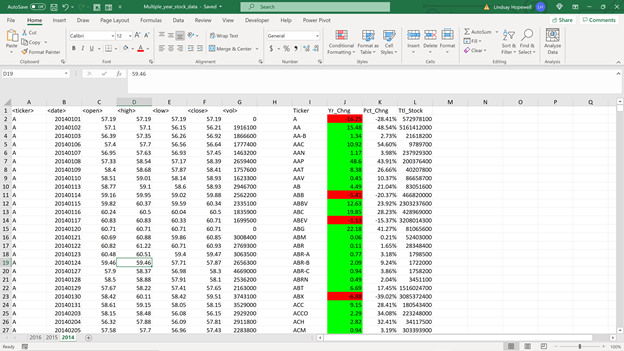 AutoSave Off Multiple_year_stock_data - Saved Search Lindsay Hopewell LH
File Home Insert Draw Page Layout Formulas Data Review View Developer Help Power Pivot Share Comments
Cut Calibri 12 Wrap Text General AutoSum
Paste Copy Fill
Format Painter Merge & Center Conditional Formatting Format as Table Cell Styles Insert Delete Format Clear Sort & Filter Find & Select Analyze Data
Clipboard Font Alignment Number Styles Cells Editing Analysis
D19 59.46
A B C D E F G H I J K L M N O P Q
1 <ticker> <date> <open> <high> <low> <close> <vol> Ticker Yr_Chng Pct_Chng Ttl_Stock
2 A 20140101 57.19 57.19 57.19 57.19 0 A -28.41% 572978100
3 A 20140102 57.1 57.1 56.15 56.21 1916100 AA 15.48 48.54% 5161412000
4 A 20140103 56.39 57.35 56.26 56.92 1866600 AA-B 1.34 2.73% 21618200
5 A 20140106 57.4 57.7 56.56 56.64 1777400 AAC 10.92 54.60% 9789700
6 A 20140107 56.95 57.63 56.93 57.45 1463200 AAN 1.17 3.98% 237929300
7 A 20140108 57.33 58.54 57.17 58.39 2659400 AAP 48.6 43.91% 200376400
8 A 20140109 58.4 58.68 57.87 58.41 1757600 AAT 8.38 26.66% 40207800
9 A 20140110 58.51 59.01 58.14 58.93 1623300 AAV 0.45 10.37% 86658700
10 A 20140113 58.77 59.1 58.6 58.93 2946700 AB 4.49 21.04% 83051600
11 A 20140114 59.16 59.95 59.02 59.88 2562200 ABB -20.37% 466820000
12 A 20140115 59.82 60.37 59.59 60.34 2335100 ABBV 12.63 23.92% 2303237600
13 A 20140116 60.24 60.5 60.04 60.5 1835900 ABC 19.85 28.23% 428969000
14 A 20140117 60.83 60.83 60.33 60.71 1699500 ABEV -15.37% 3208014300
15 A 20140120 60.71 60.71 60.71 60.71 0 ABG 22.18 41.27% 81065600
16 A 20140121 60.69 60.88 59.86 60.85 3008400 ABM 0.06 0.21% 52403000
17 A 20140122 60.82 61.22 60.71 60.93 2769300 ABR 0.11 1.65% 28348400
18 A 20140123 60.48 60.51 59.4 59.47 3063500 ABR-A 0.77 3.18% 1798500
19 A 20140124 59.46 59.46 57.71 57.87 2656300 ABR-B 2.09 9.24% 1722000
20 A 20140127 57.9 58.37 56.98 58.3 4669000 ABR-C 0.94 3.86% 1758200
21 A 20140128 58.5 58.88 57.91 58.1 2536200 ABRN 0.49 2.04% 3451100
22 A 20140129 57.67 58.22 57.41 57.65 2163000 ABT 6.69 17.45% 1516024700
23 A 20140130 58.42 60.11 58.42 59.51 3743100 ABX -39.02% 3085372400
24 A 20140131 58.61 59.15 58.05 58.15 3529000 ACC 9.15 28.41% 180543400
25 A 20140203 58.15 58.48 56.08 56.15 2929200 ACCO 2.29 34.08% 223248800
26 A 20140204 56.32 57.88 56.09 57.81 2911800 ACH 2.82 32.41% 34117500
27 A 20140205 57.58 57.7 56.96 57.43 2283800 ACM 0.94 3.19% 303393900
2016 2015 2014
Ready 100%